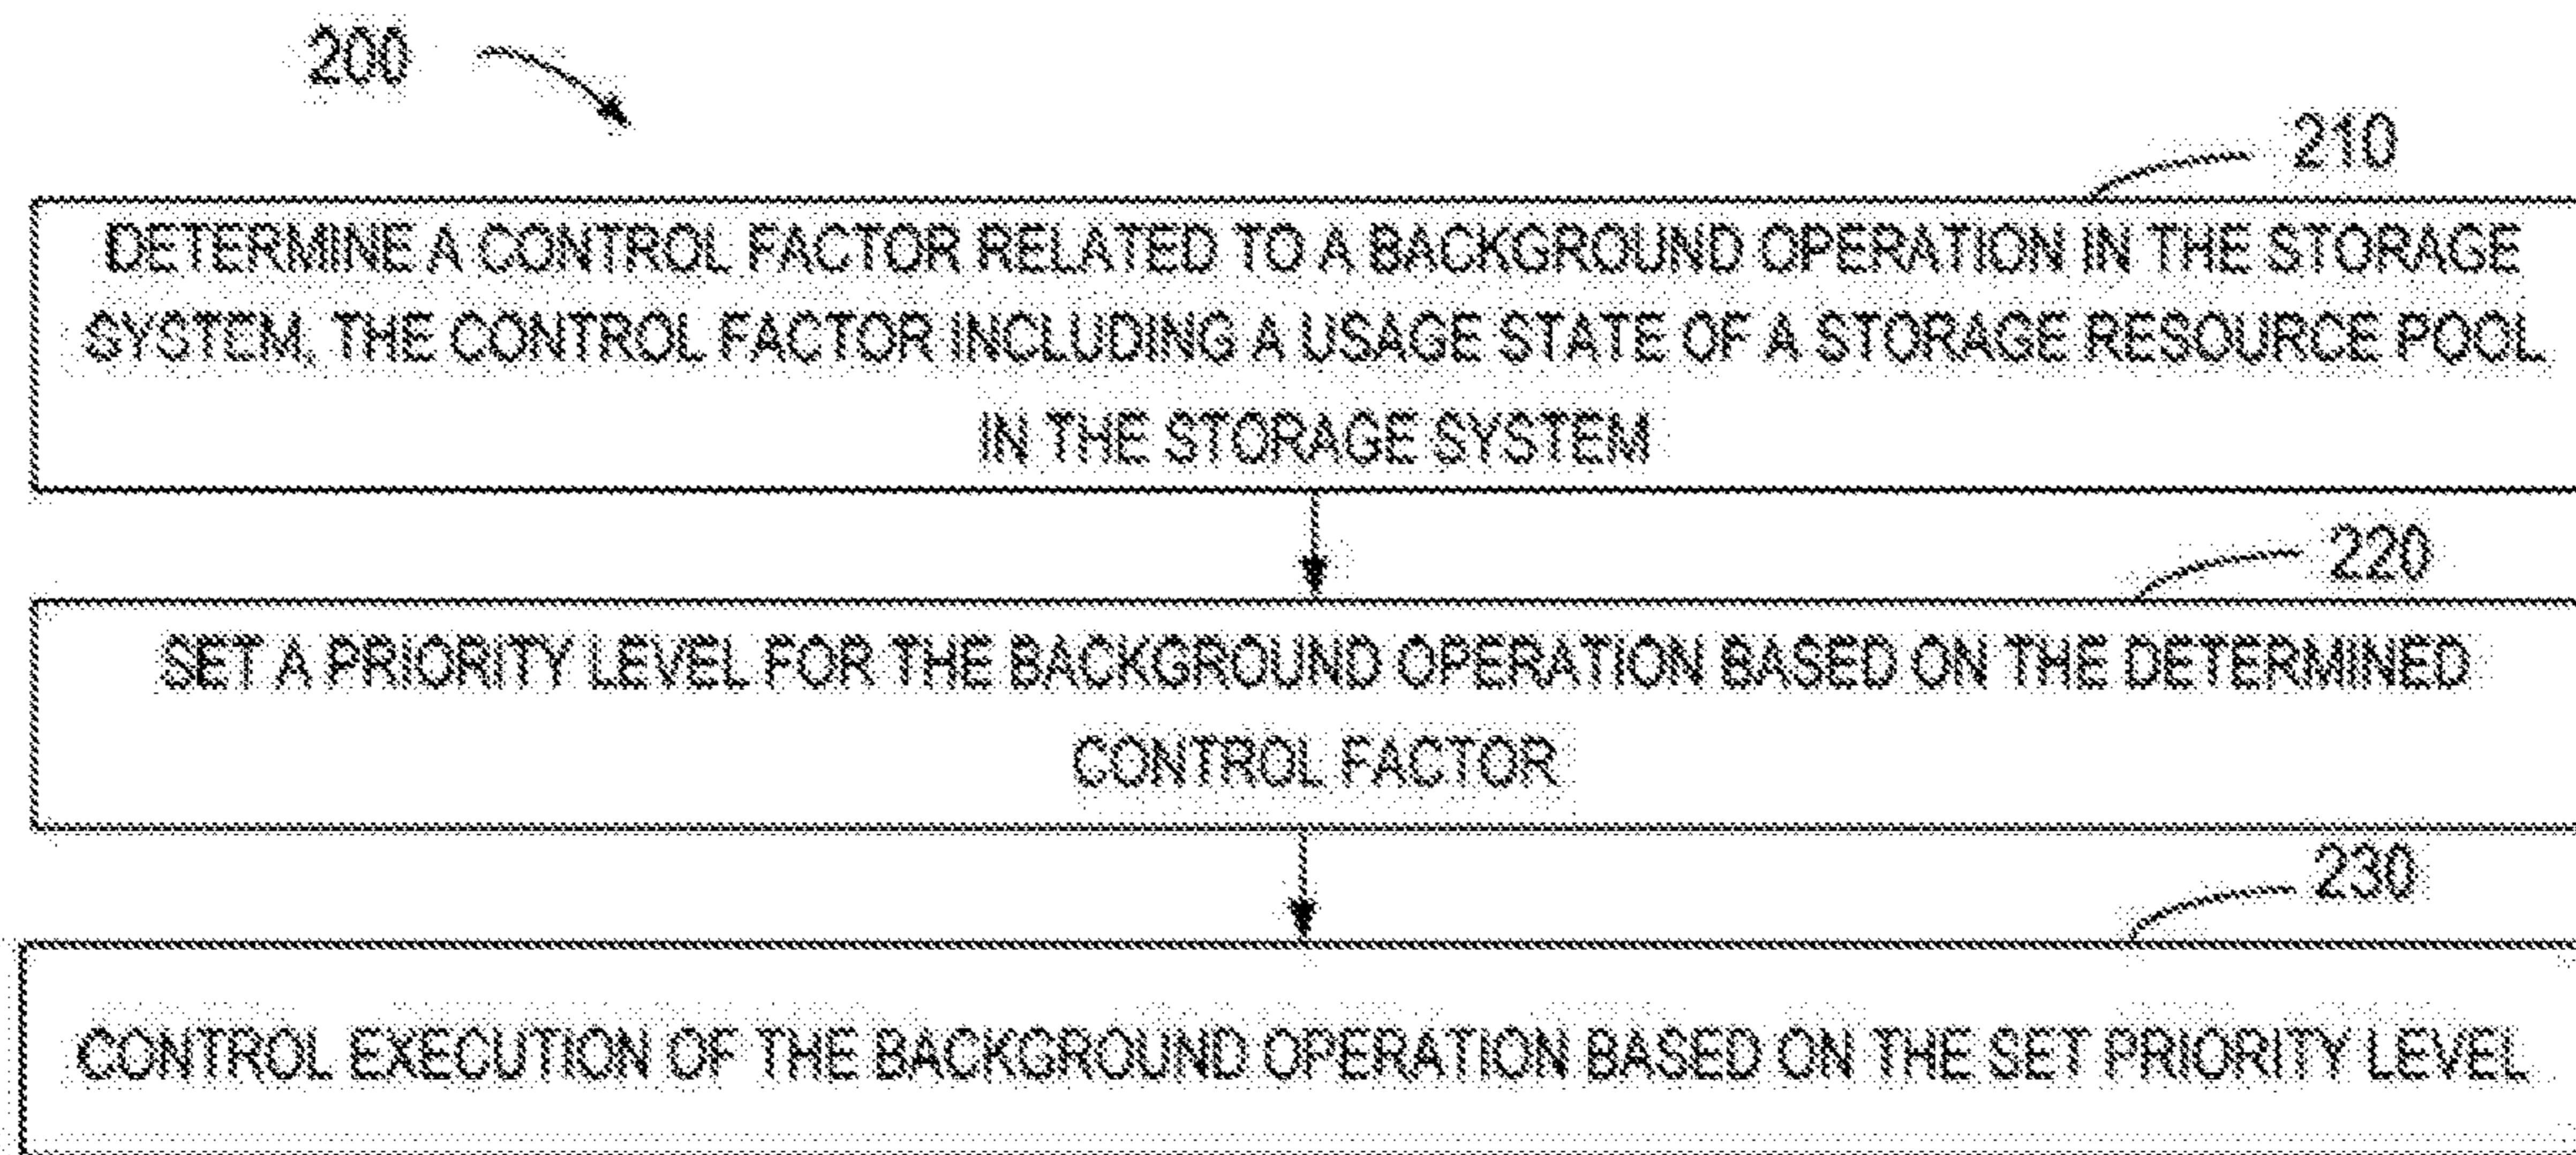 200
210
DETERMINE A CONTROL FACTOR RELATED TO A BACKGROUND OPERATION IN THE STORAGE
SYSTEM, THE CONTROL FACTOR INCLUDING A USAGE STATE OF A STORAGE RESOURCE POOL
IN THE STORAGE SYSTEM
220
SET A PRIORITY LEVEL FOR THE BACKGROUND OPERATION BASED ON THE DETERMINED
CONTROL FACTOR
230
CONTROL EXECUTION OF THE BACKGROUND OPERATION BASED ON THE SET PRIORITY LEVEL